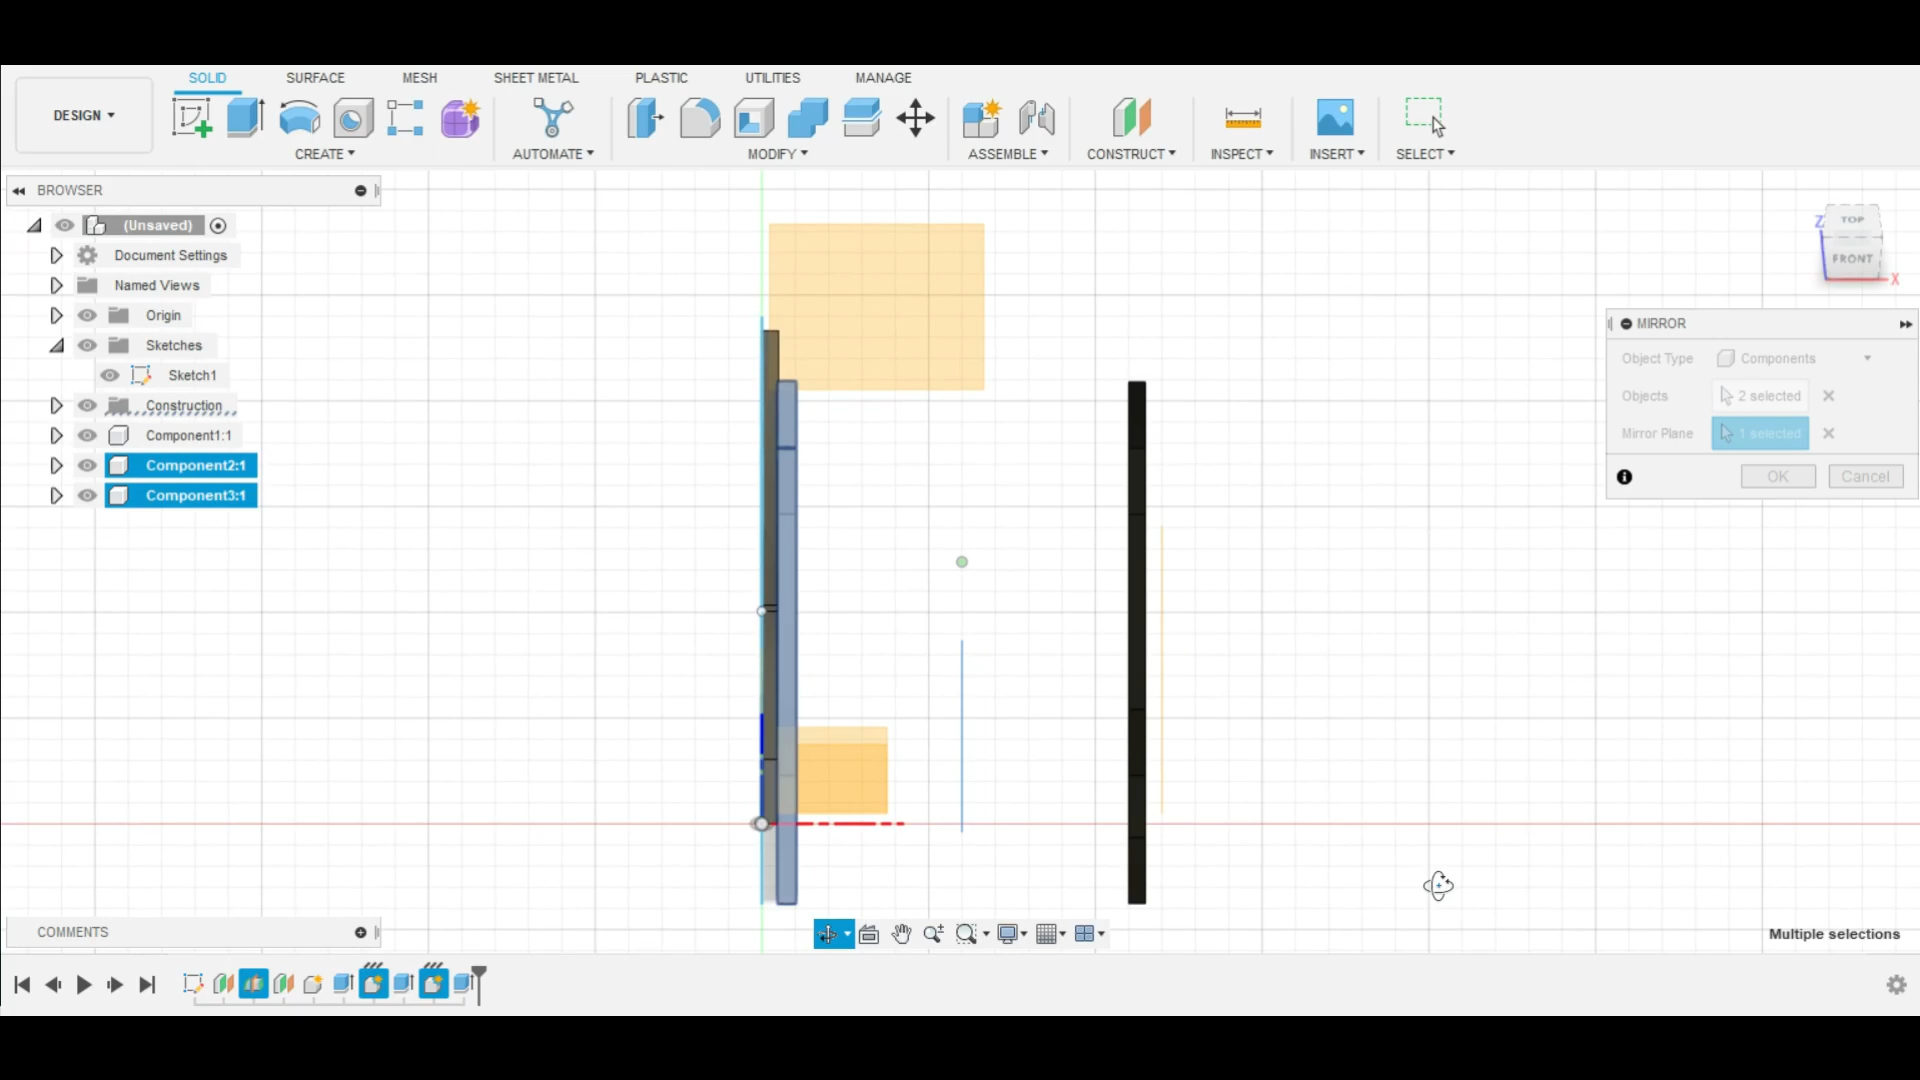 DESIGN
SOLID SURFACE MESH SHEET METAL PLASTIC UTILITIES MANAGE
CREATE AUTOMATE MODIFY ASSEMBLE CONSTRUCT INSPECT INSERT SELECT
BROWSER
(Unsaved)
Document Settings
Named Views
Origin
Sketches
Sketch1
Construction
Component1:1
Component2:1
Component3:1
TOP
FRONT
Z
X
MIRROR
Object Type Components
Objects 2 selected
Mirror Plane 1 selected
OK Cancel
COMMENTS
Multiple selections